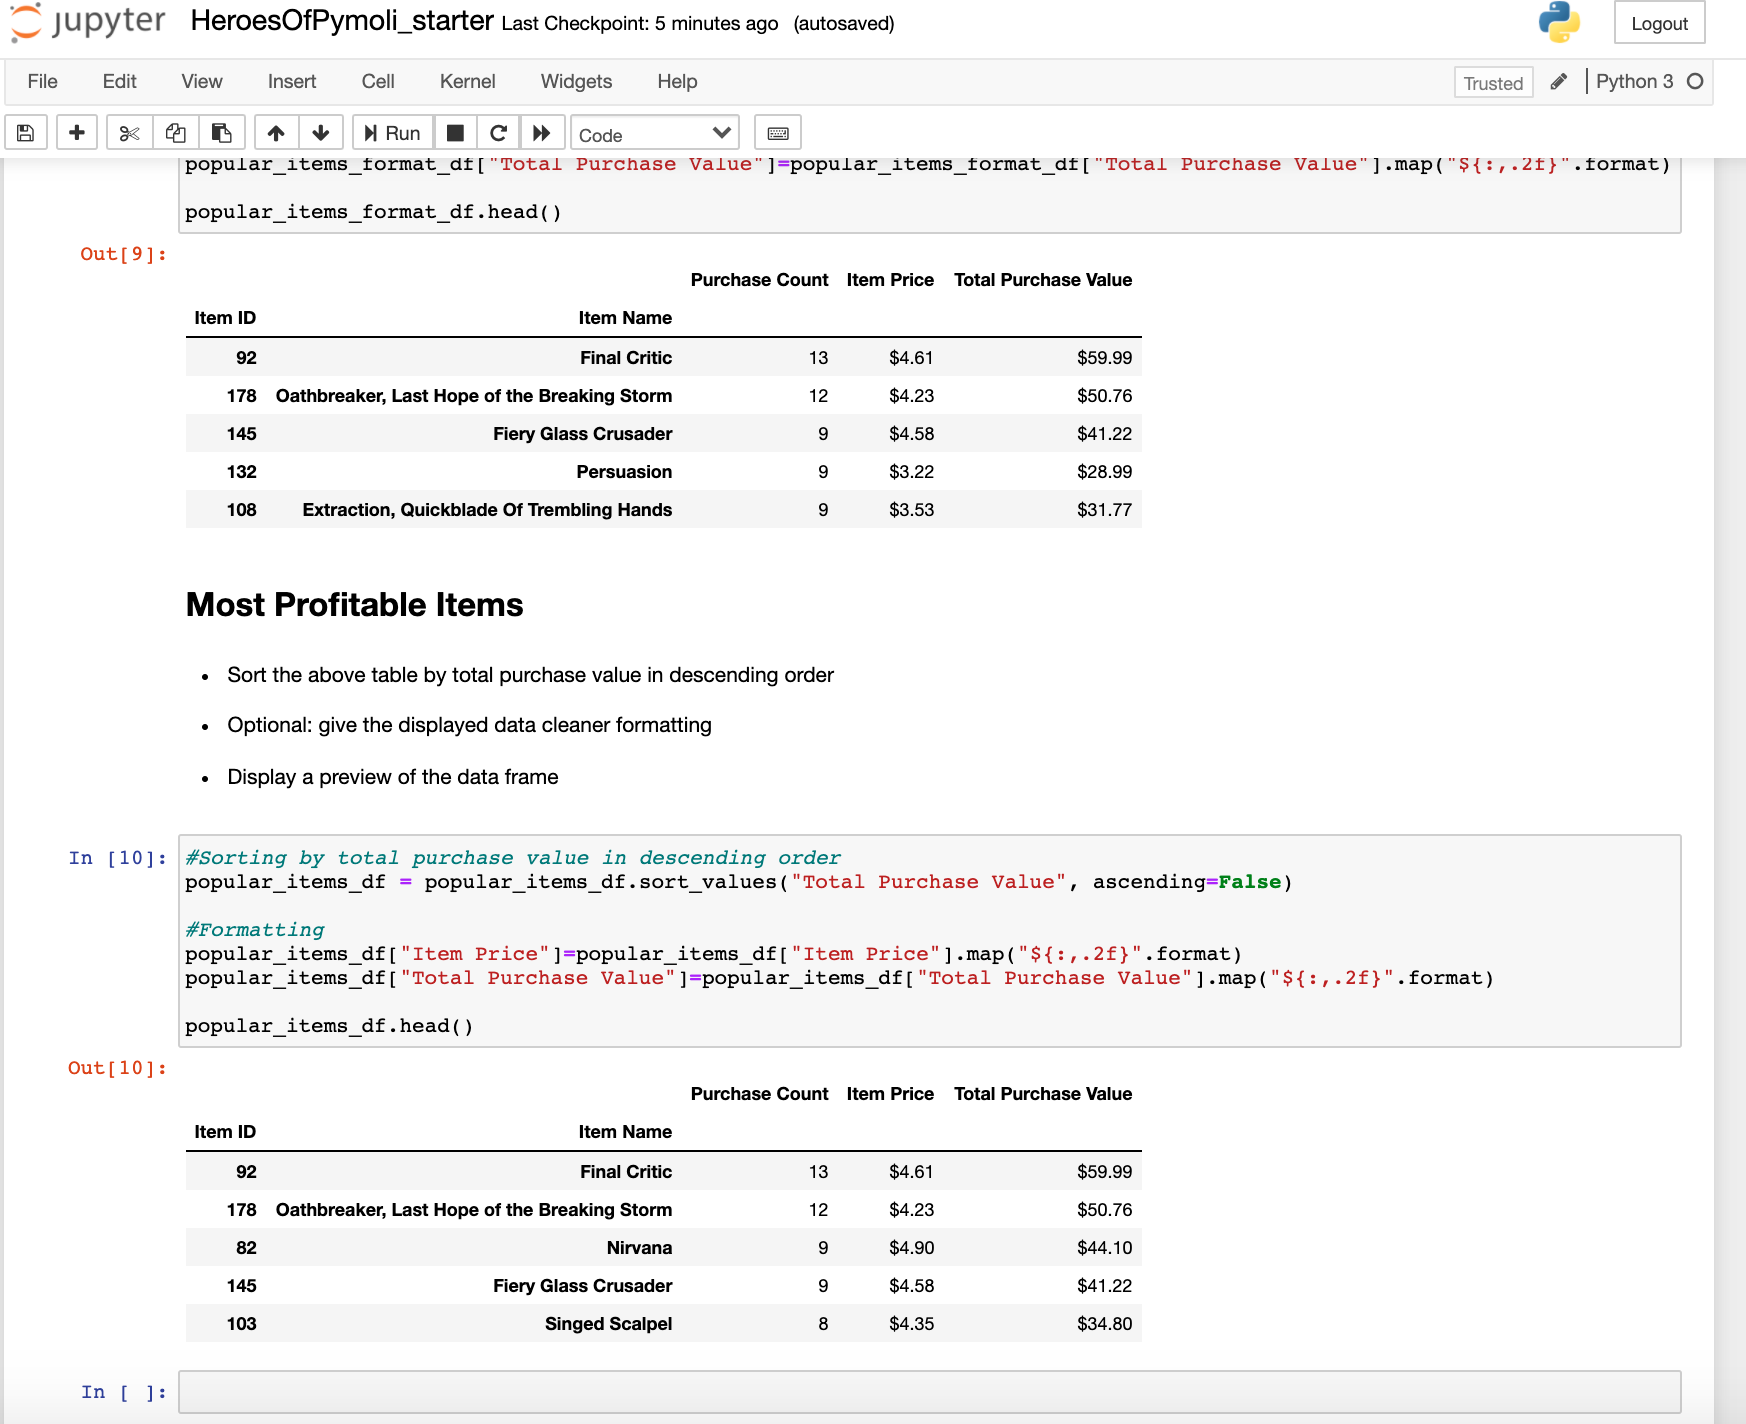 jupyter HeroesOfPymoli_starter Last Checkpoint: 5 minutes ago (autosaved) Logout
File Edit View Insert Cell Kernel Widgets Help Trusted Python 3
Run Code
popular_items_format_df["Total Purchase Value"]=popular_items_format_df["Total Purchase Value"].map("${:,.2f}".format)
popular_items_format_df.head()
Out[9]:
Purchase Count Item Price Total Purchase Value
Item ID Item Name
92 Final Critic 13 $4.61 $59.99
178 Oathbreaker, Last Hope of the Breaking Storm 12 $4.23 $50.76
145 Fiery Glass Crusader 9 $4.58 $41.22
132 Persuasion 9 $3.22 $28.99
108 Extraction, Quickblade Of Trembling Hands 9 $3.53 $31.77
Most Profitable Items
• Sort the above table by total purchase value in descending order
• Optional: give the displayed data cleaner formatting
• Display a preview of the data frame
In [10]: #Sorting by total purchase value in descending order
popular_items_df = popular_items_df.sort_values("Total Purchase Value", ascending=False)
#Formatting
popular_items_df["Item Price"]=popular_items_df["Item Price"].map("${:,.2f}".format)
popular_items_df["Total Purchase Value"]=popular_items_df["Total Purchase Value"].map("${:,.2f}".format)
popular_items_df.head()
Out[10]:
Purchase Count Item Price Total Purchase Value
Item ID Item Name
92 Final Critic 13 $4.61 $59.99
178 Oathbreaker, Last Hope of the Breaking Storm 12 $4.23 $50.76
82 Nirvana 9 $4.90 $44.10
145 Fiery Glass Crusader 9 $4.58 $41.22
103 Singed Scalpel 8 $4.35 $34.80
In [ ]: